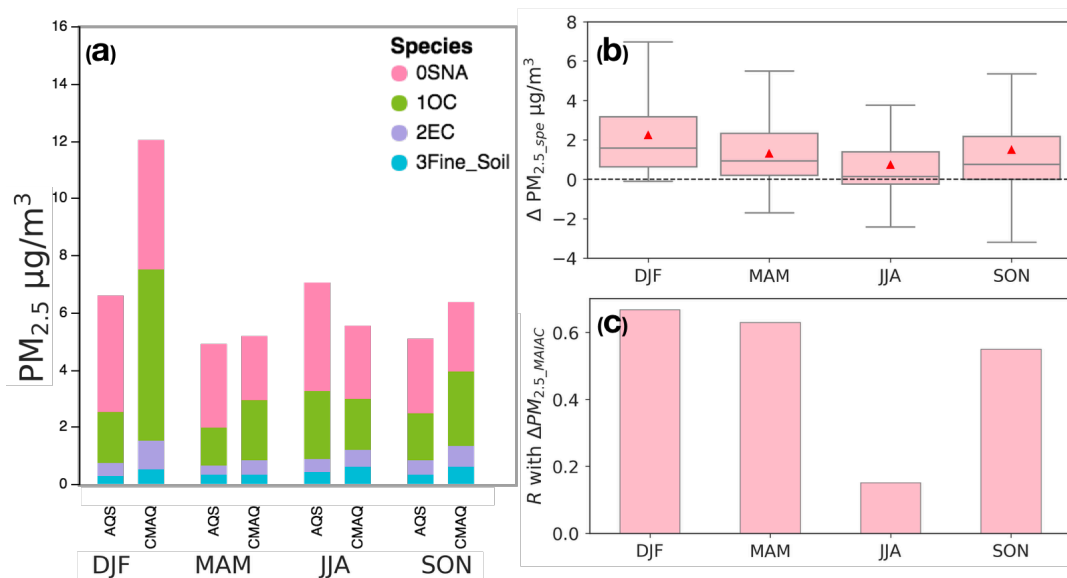 (a)
16
14
12
10
8
6
4
2
0
PM2.5 μg/m³
Species
0SNA
1OC
2EC
3Fine_Soil
AQS CMAQ AQS CMAQ AQS CMAQ AQS CMAQ
DJF MAM JJA SON
(b)
8
6
4
2
0
−2
−4
Δ PM2.5_spe μg/m³
DJF MAM JJA SON
(c)
0.6
0.4
0.2
0.0
R with ΔPM2.5_MAIAC
DJF MAM JJA SON